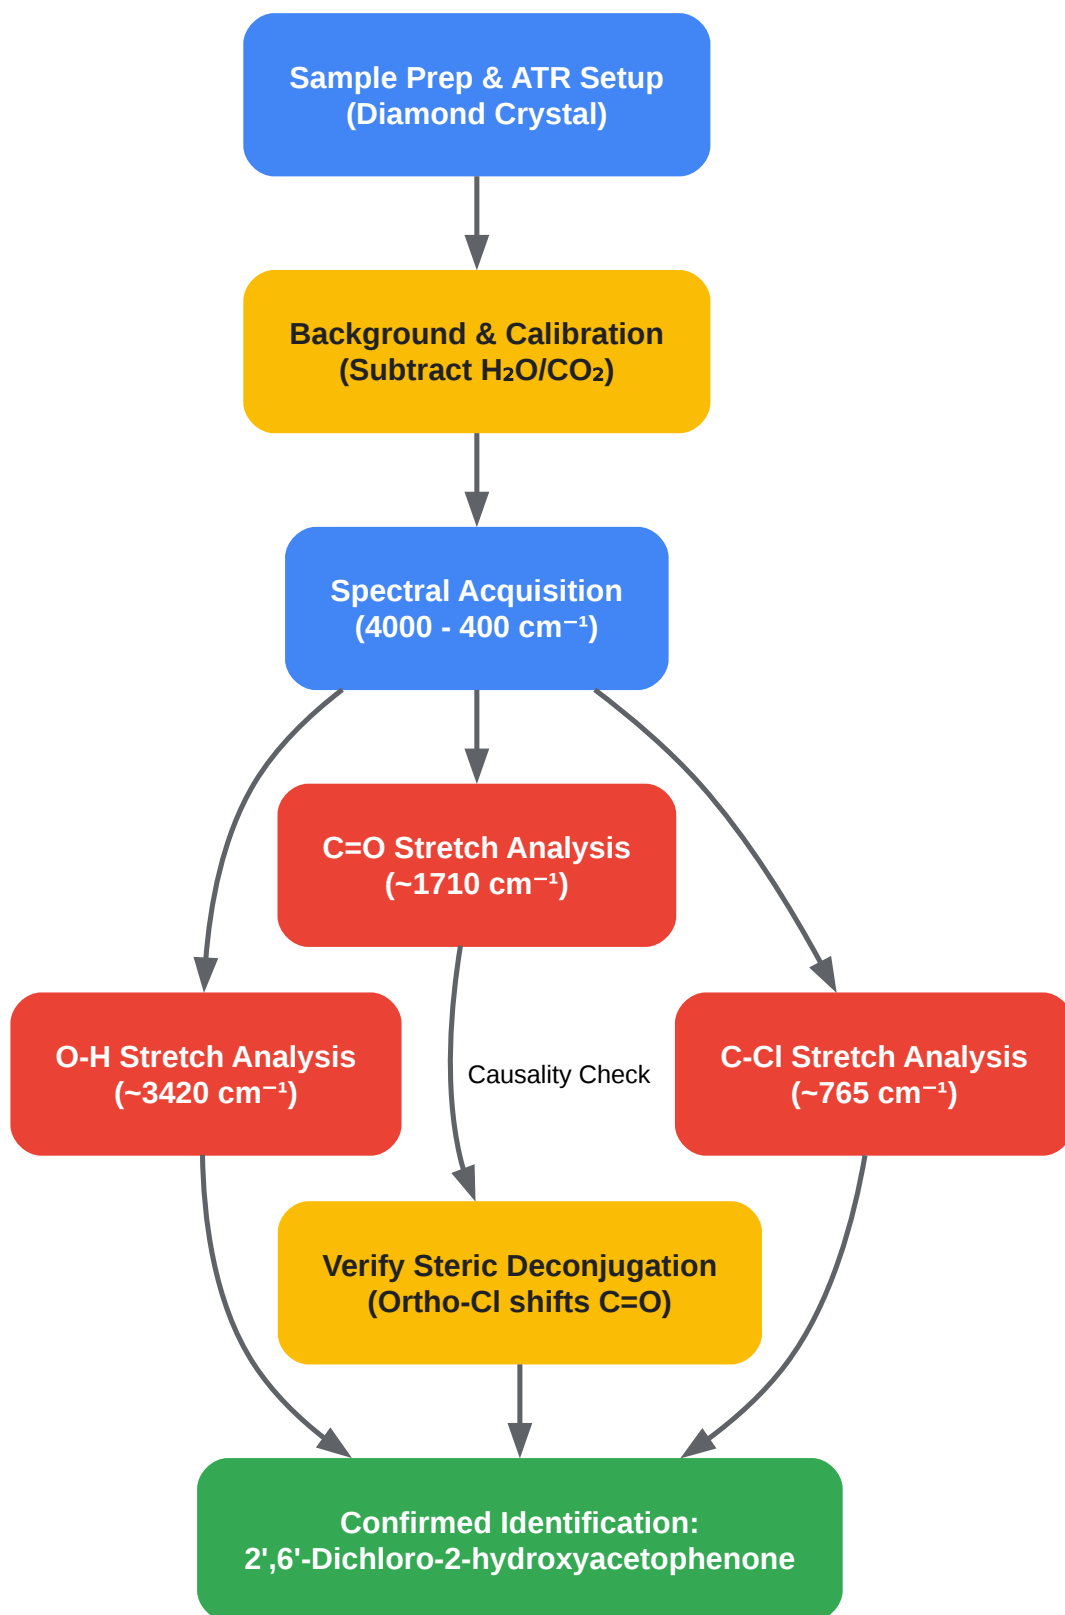 Sample Prep & ATR Setup
(Diamond Crystal)
Background & Calibration
(Subtract H₂O/CO₂)
Spectral Acquisition
(4000 - 400 cm⁻¹)
C=O Stretch Analysis
(~1710 cm⁻¹)
O-H Stretch Analysis
(~3420 cm⁻¹)
Causality Check
C-Cl Stretch Analysis
(~765 cm⁻¹)
Verify Steric Deconjugation
(Ortho-Cl shifts C=O)
Confirmed Identification:
2',6'-Dichloro-2-hydroxyacetophenone